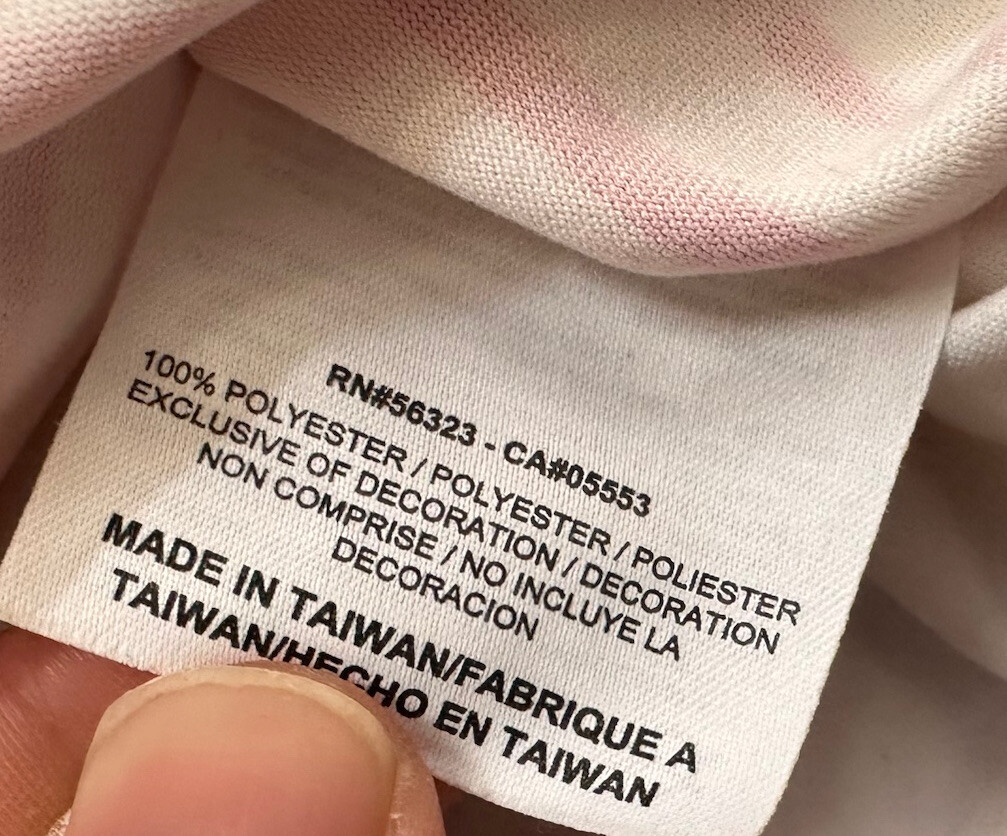 RN#56323 - CA#05553
100% POLYESTER / POLYESTER / POLIESTER
EXCLUSIVE OF DECORATION / DECORATION
NON COMPRISE / NO INCLUYE LA
DECORACION
MADE IN TAIWAN/FABRIQUE A
TAIWAN/HECHO EN TAIWAN